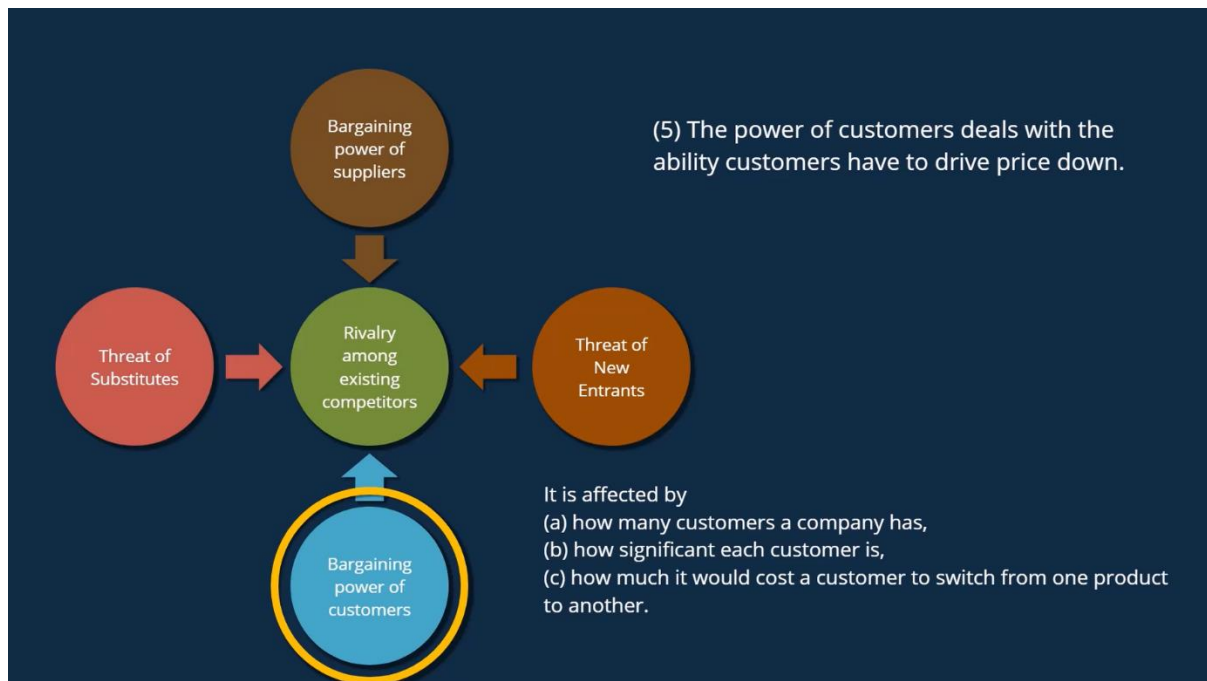 Bargaining
power of
suppliers
(5) The power of customers deals with the
ability customers have to drive price down.
Threat of
Substitutes
Rivalry
among
existing
competitors
Threat of
New
Entrants
Bargaining
power of
customers
It is affected by
(a) how many customers a company has,
(b) how significant each customer is,
(c) how much it would cost a customer to switch from one product
to another.